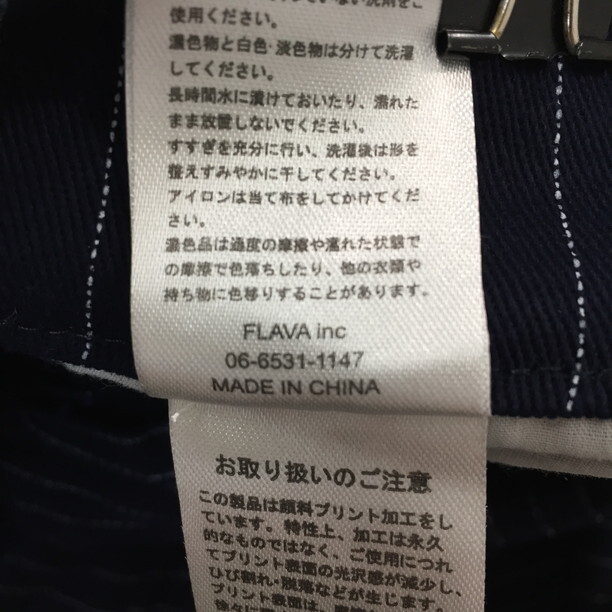 使用ください。
濃色物と白色·淡色物は分けて洗濯
してください。
長時間水に漬けておいたり、濡れた
まま放置しないでください。
すすぎを充分に行い、洗濯後は形を
整えすみやかに干してください。
アイロンは当て布をしてかけてくだ
さい。
濃色品は過度の摩擦や濡れた状態で
の摩擦で色落ちしたり、他の衣類や
持ち物に色移りすることがあります。
FLAVA inc
06-6531-1147
MADE IN CHINA
お取り扱いのご注意
この製品は顔料プリント加工をし
ています。特性上、加工は永久
的なものではなく、ご使用につれ
てプリント表面の光沢感が減少し、
ひび割れ・脱落などが生じます。
プリント表面は、